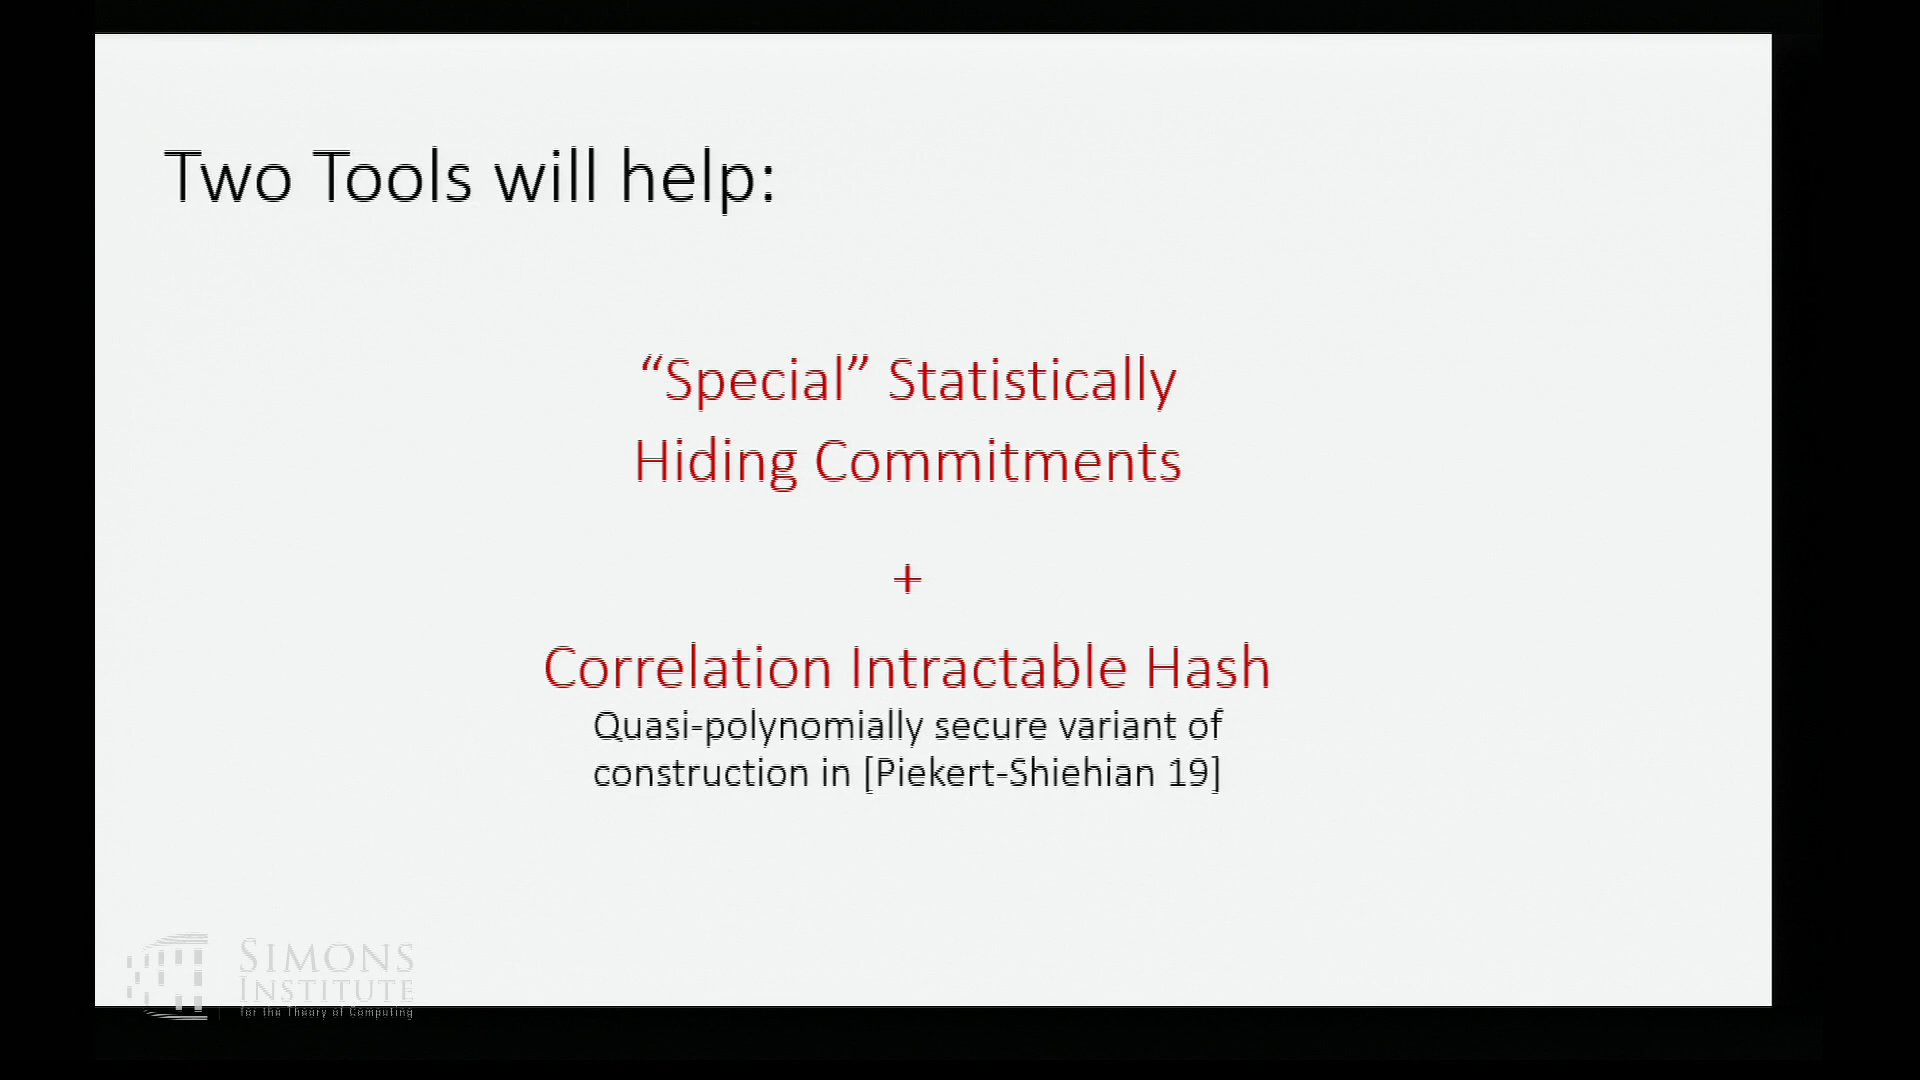 Two Tools will help:
“Special” Statistically
Hiding Commitments
+
Correlation Intractable Hash
Quasi-polynomially secure variant of
construction in [Piekert-Shiehian 19]
SIMONS
INSTITUTE
for the Theory of Computing